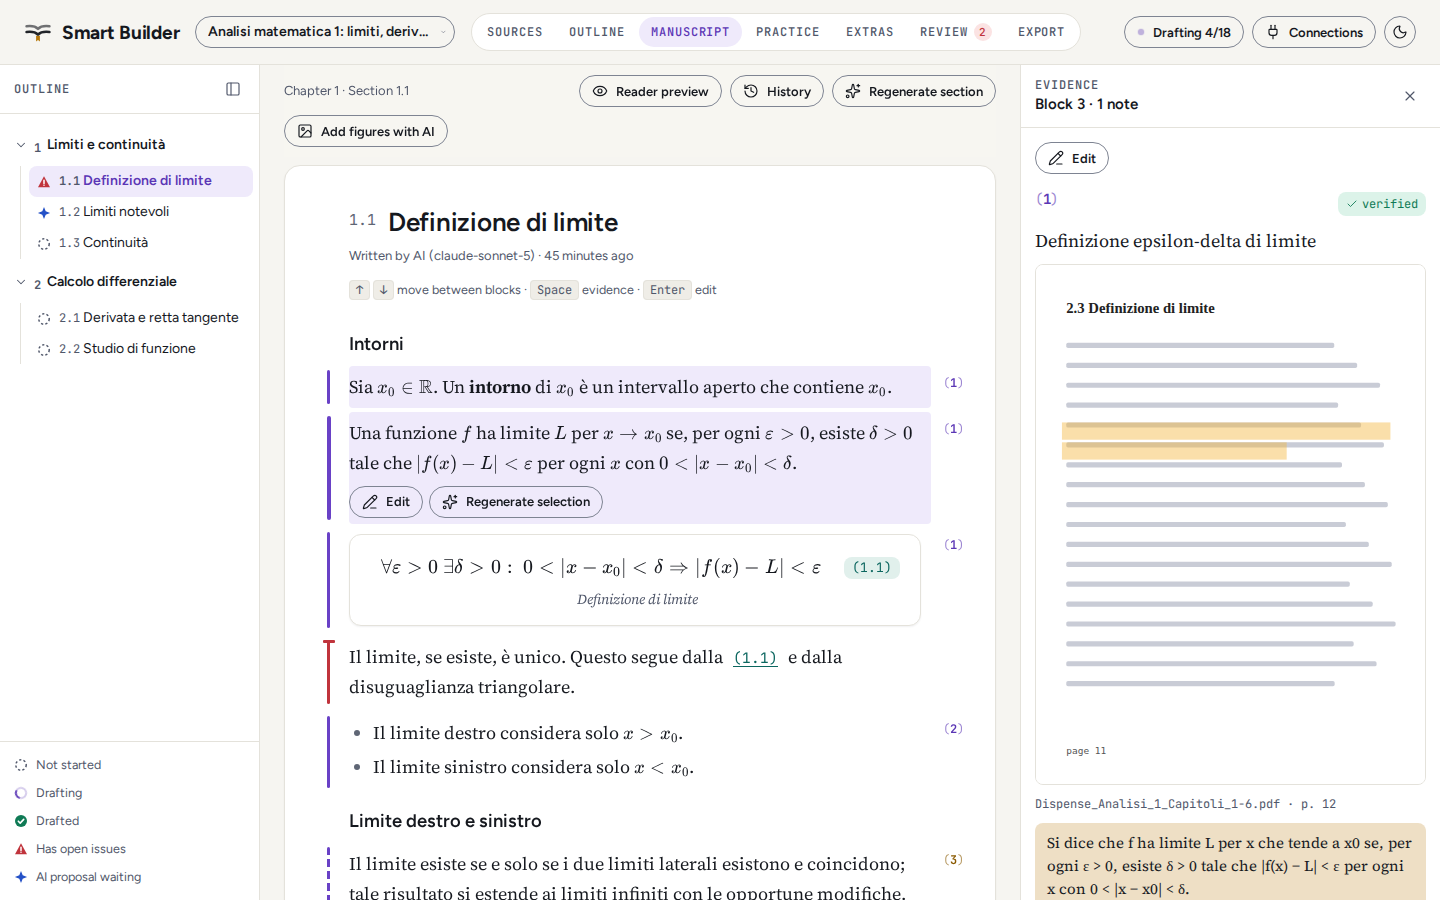 Smart Builder
Analisi matematica 1: limiti, deriv...
SOURCES
OUTLINE
MANUSCRIPT
PRACTICE
EXTRAS
REVIEW 2
EXPORT
Drafting 4/18
Connections
OUTLINE
1 Limiti e continuità
1.1 Definizione di limite
1.2 Limiti notevoli
1.3 Continuità
2 Calcolo differenziale
2.1 Derivata e retta tangente
2.2 Studio di funzione
Not started
Drafting
Drafted
Has open issues
AI proposal waiting
Chapter 1 · Section 1.1
Reader preview
History
Regenerate section
Add figures with AI
1.1 Definizione di limite
Written by AI (claude-sonnet-5) · 45 minutes ago
↑ ↓ move between blocks · Space evidence · Enter edit
Intorni
Sia x₀ ∈ ℝ. Un intorno di x₀ è un intervallo aperto che contiene x₀. (1)
Una funzione f ha limite L per x → x₀ se, per ogni ε > 0, esiste δ > 0 (1)
tale che |f(x) − L| < ε per ogni x con 0 < |x − x₀| < δ.
Edit
Regenerate selection
∀ε > 0 ∃δ > 0 : 0 < |x − x₀| < δ ⇒ |f(x) − L| < ε (1.1) (1)
Definizione di limite
Il limite, se esiste, è unico. Questo segue dalla (1.1) e dalla
disuguaglianza triangolare.
• Il limite destro considera solo x > x₀. (2)
• Il limite sinistro considera solo x < x₀.
Limite destro e sinistro
Il limite esiste se e solo se i due limiti laterali esistono e coincidono; (3)
tale risultato si estende ai limiti infiniti con le opportune modifiche.
EVIDENCE
Block 3 · 1 note
Edit
(1)
verified
Definizione epsilon-delta di limite
2.3 Definizione di limite
page 11
Dispense_Analisi_1_Capitoli_1-6.pdf · p. 12
Si dice che f ha limite L per x che tende a x0 se, per
ogni ε > 0, esiste δ > 0 tale che |f(x) − L| < ε per ogni
x con 0 < |x − x0| < δ.